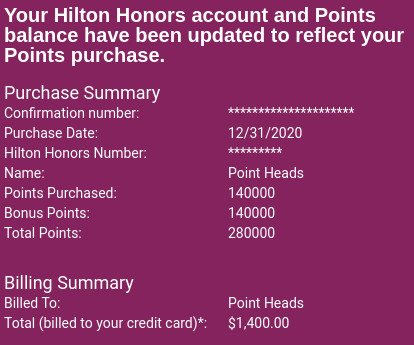 Your Hilton Honors account and Points
balance have been updated to reflect your
Points purchase.
Purchase Summary
Confirmation number: *********************
Purchase Date: 12/31/2020
Hilton Honors Number: *********
Name: Point Heads
Points Purchased: 140000
Bonus Points: 140000
Total Points: 280000
Billing Summary
Billed To: Point Heads
Total (billed to your credit card)*: $1,400.00